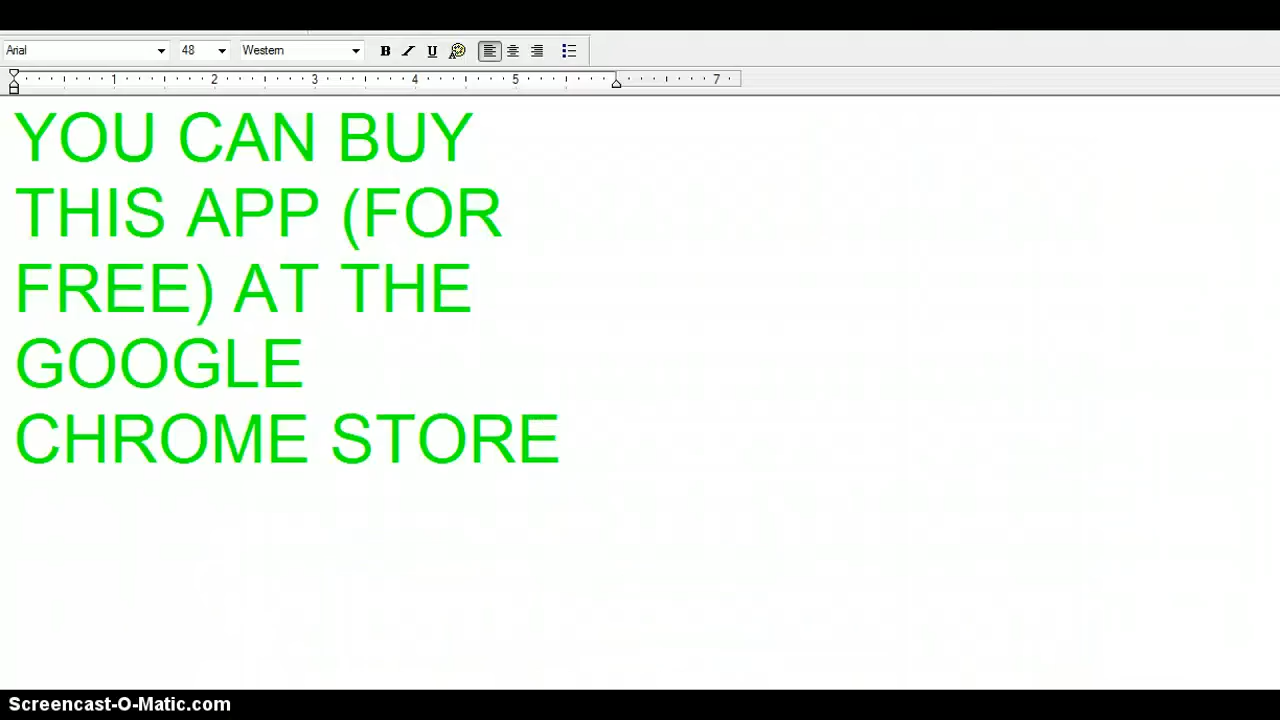 Arial 48 Western B I U
1 2 3 4 5 7
YOU CAN BUY
THIS APP (FOR
FREE) AT THE
GOOGLE
CHROME STORE
Screencast-O-Matic.com